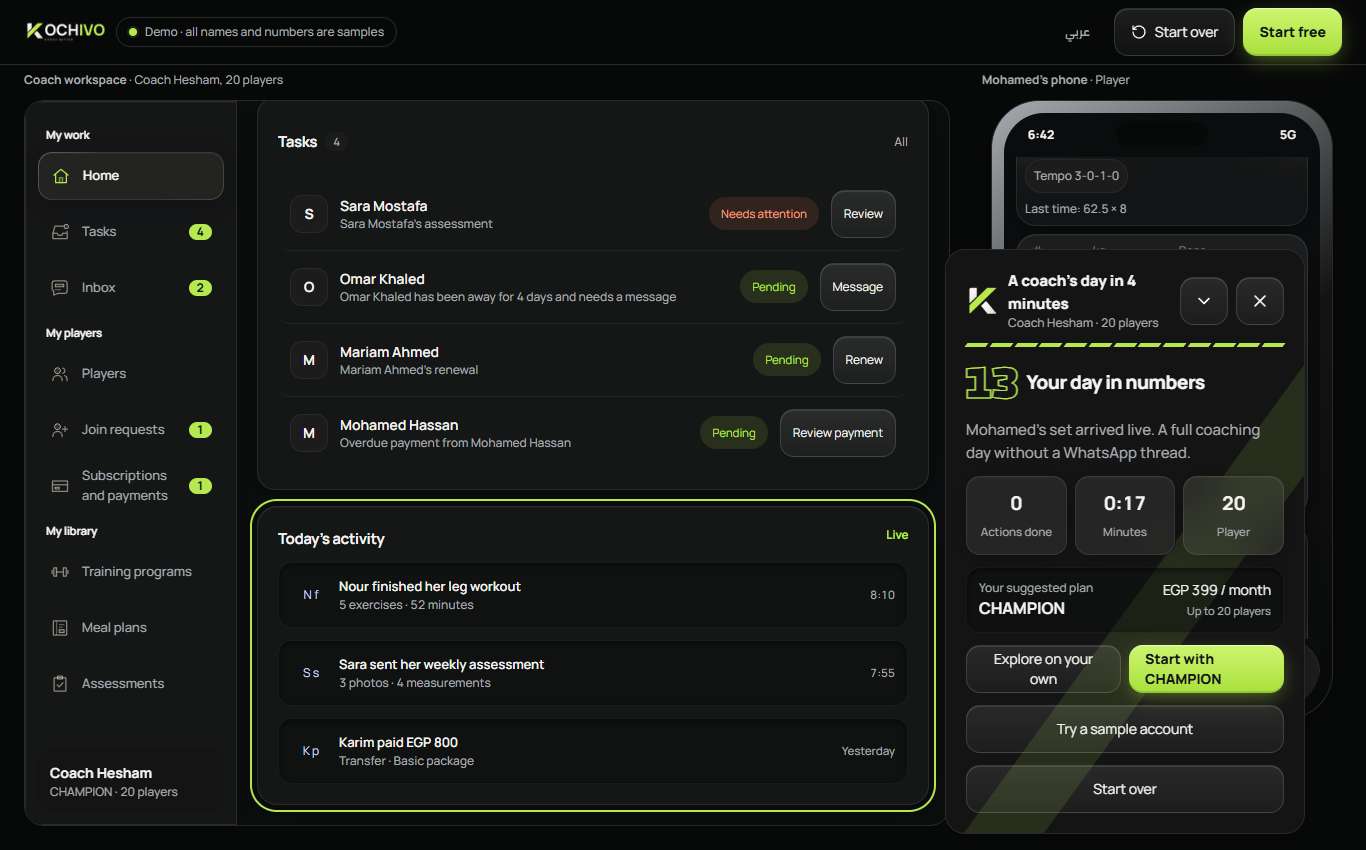 KOCHIVO
Demo · all names and numbers are samples
عربي
Start over
Start free
Coach workspace · Coach Hesham, 20 players
Mohamed's phone · Player
My work
Home
Tasks
4
Inbox
2
My players
Players
Join requests
1
Subscriptions
and payments
1
My library
Training programs
Meal plans
Assessments
Coach Hesham
CHAMPION · 20 players
Tasks 4
All
S
Sara Mostafa
Sara Mostafa's assessment
Needs attention
Review
O
Omar Khaled
Omar Khaled has been away for 4 days and needs a message
Pending
Message
M
Mariam Ahmed
Mariam Ahmed's renewal
Pending
Renew
M
Mohamed Hassan
Overdue payment from Mohamed Hassan
Pending
Review payment
Today's activity
Live
N f
Nour finished her leg workout
5 exercises · 52 minutes
8:10
S s
Sara sent her weekly assessment
3 photos · 4 measurements
7:55
K p
Karim paid EGP 800
Transfer · Basic package
Yesterday
6:42
5G
Tempo 3-0-1-0
Last time: 62.5 × 8
A coach's day in 4
minutes
Coach Hesham · 20 players
13 Your day in numbers
Mohamed's set arrived live. A full coaching
day without a WhatsApp thread.
0
Actions done
0:17
Minutes
20
Player
Your suggested plan
CHAMPION
EGP 399 / month
Up to 20 players
Explore on your
own
Start with
CHAMPION
Try a sample account
Start over